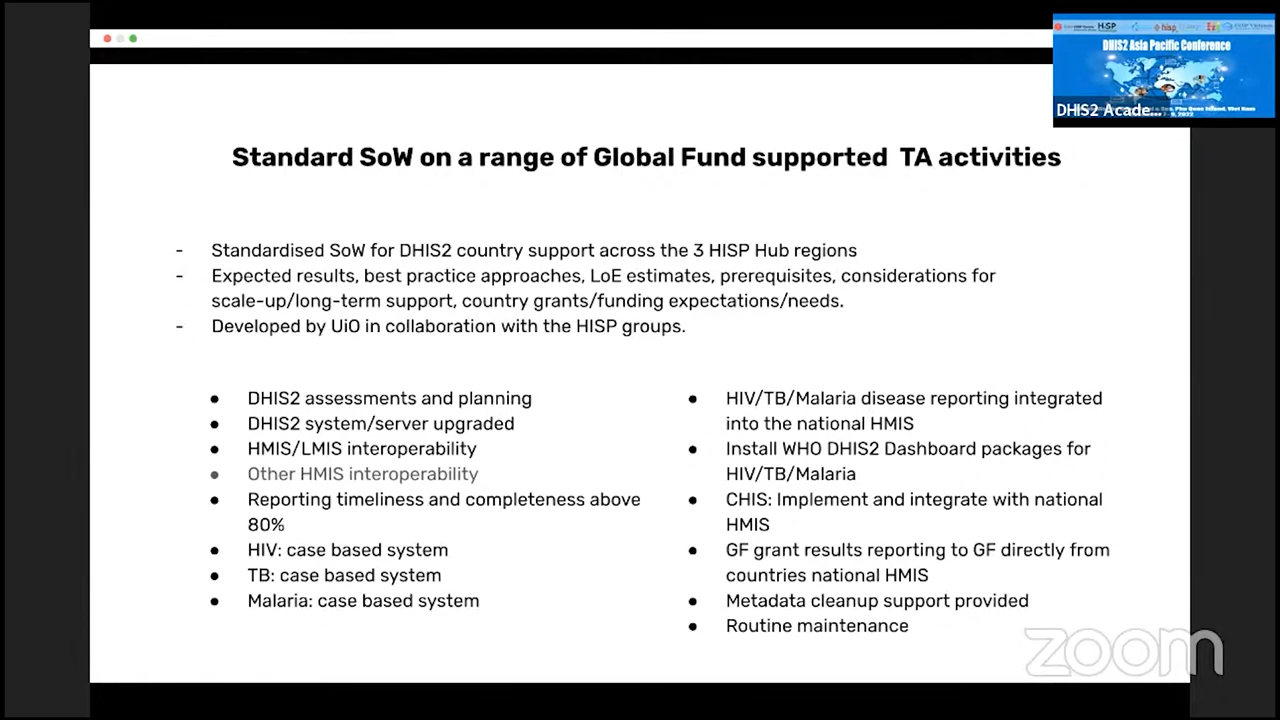 HISP
hisp
DHIS2 Asia Pacific Conference
DHIS2 Acade
2022
Standard SoW on a range of Global Fund supported TA activities
- Standardised SoW for DHIS2 country support across the 3 HISP Hub regions
- Expected results, best practice approaches, LoE estimates, prerequisites, considerations for
scale-up/long-term support, country grants/funding expectations/needs.
- Developed by UiO in collaboration with the HISP groups.
● DHIS2 assessments and planning
● DHIS2 system/server upgraded
● HMIS/LMIS interoperability
● Other HMIS interoperability
● Reporting timeliness and completeness above
80%
● HIV: case based system
● TB: case based system
● Malaria: case based system
● HIV/TB/Malaria disease reporting integrated
into the national HMIS
● Install WHO DHIS2 Dashboard packages for
HIV/TB/Malaria
● CHIS: Implement and integrate with national
HMIS
● GF grant results reporting to GF directly from
countries national HMIS
● Metadata cleanup support provided
● Routine maintenance
zoom